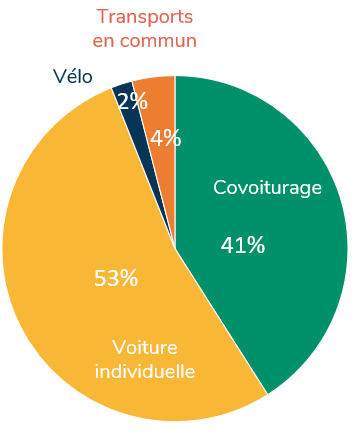 Transports
en commun
Vélo
2%
4%
Covoiturage
41%
53%
Voiture
individuelle